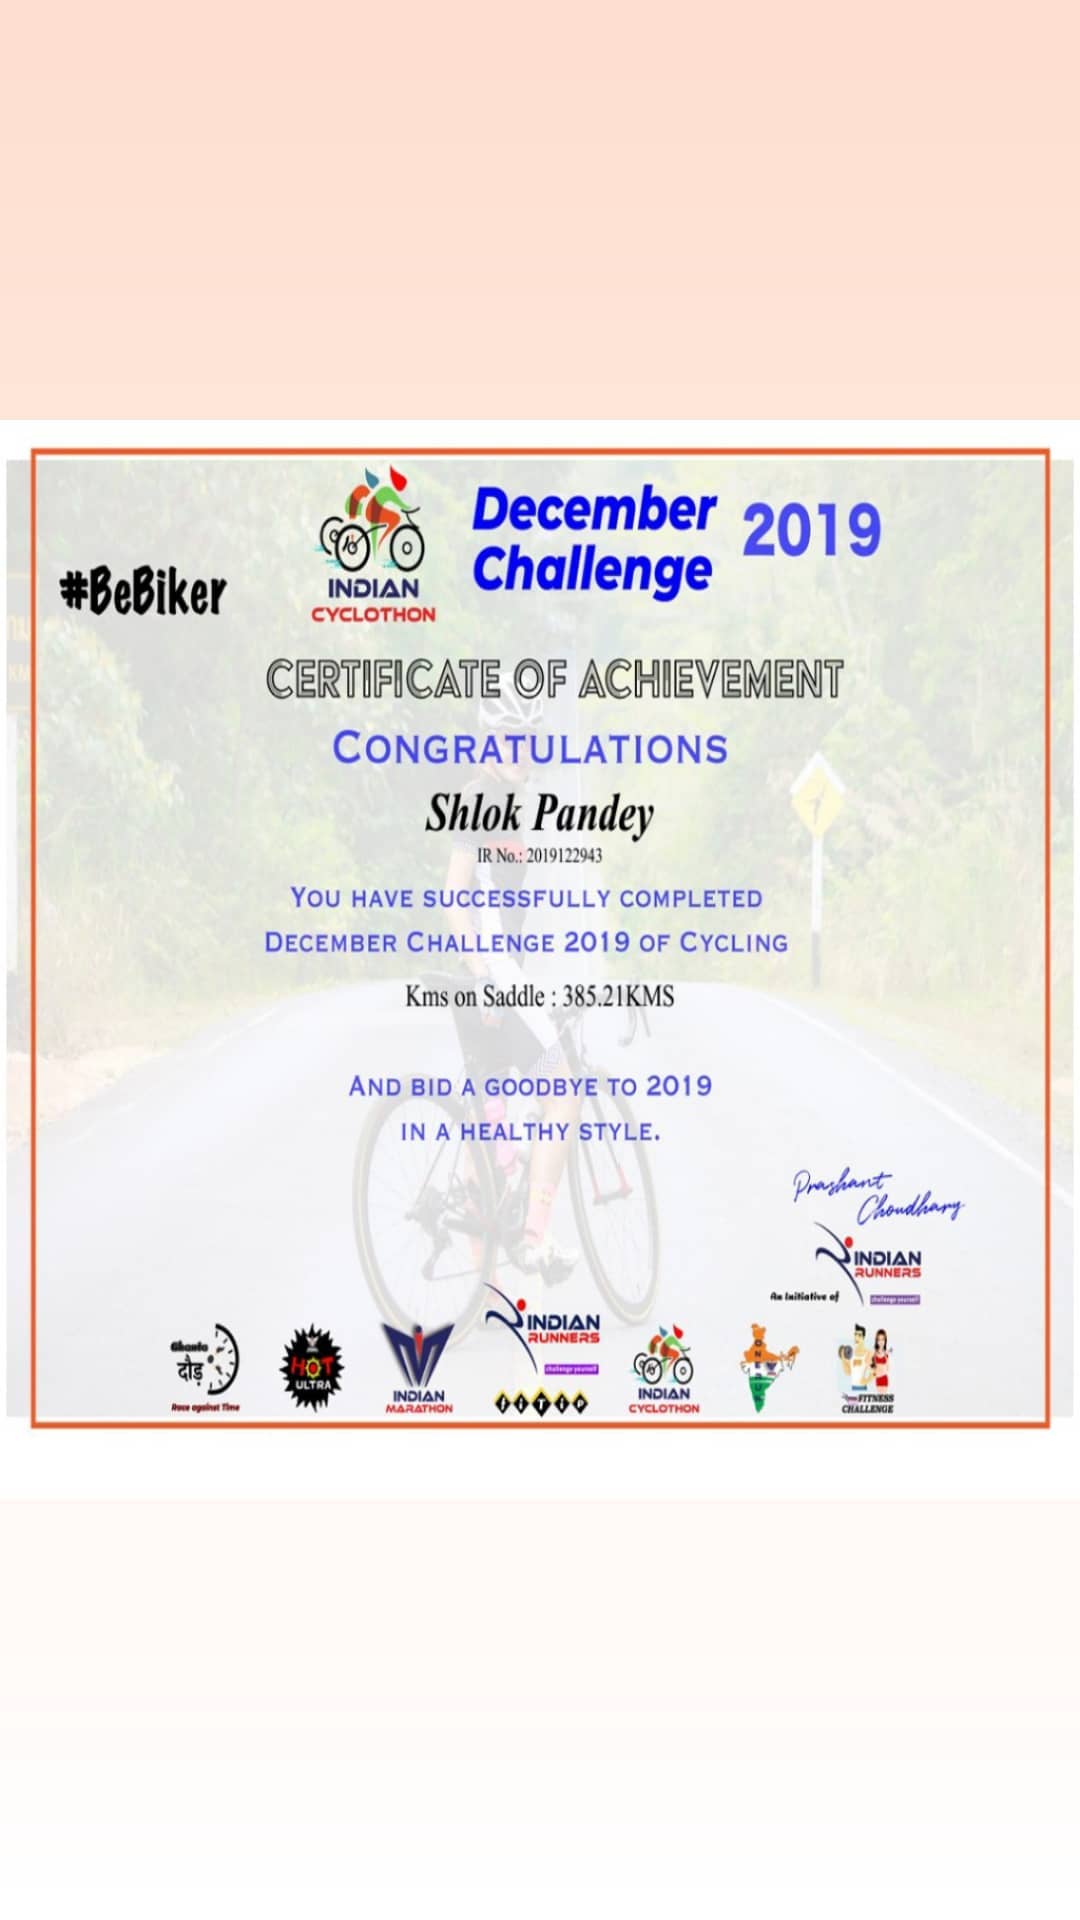 #BeBiker
INDIAN
CYCLOTHON
December
Challenge
2019
CERTIFICATE OF ACHIEVEMENT
CONGRATULATIONS
Shlok Pandey
IR No.: 2019122943
YOU HAVE SUCCESSFULLY COMPLETED
DECEMBER CHALLENGE 2019 OF CYCLING
Kms on Saddle : 385.21KMS
AND BID A GOODBYE TO 2019
IN A HEALTHY STYLE.
Prashant
Choudhary
An Initiative of
INDIAN
RUNNERS
challenge yourself
Ghanta
दौड़
Race against Time
HOT
ULTRA
INDIAN
MARATHON
INDIAN
RUNNERS
challenge yourself
fiTip
INDIAN
CYCLOTHON
FITNESS
CHALLENGE